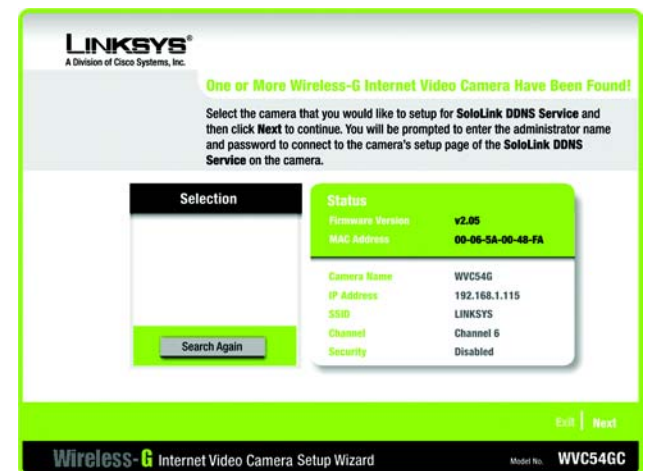 LINKSYS®
A Division of Cisco Systems, Inc.
One or More Wireless-G Internet Video Camera Have Been Found!
Select the camera that you would like to setup for SoloLink DDNS Service and
then click Next to continue. You will be prompted to enter the administrator name
and password to connect to the camera's setup page of the SoloLink DDNS
Service on the camera.
Selection
Search Again
Status
Firmware Version v2.05
MAC Address 00-06-5A-00-48-FA
Camera Name WVC54G
IP Address 192.168.1.115
SSID LINKSYS
Channel Channel 6
Security Disabled
Exit | Next
Wireless-G Internet Video Camera Setup Wizard Model No. WVC54GC